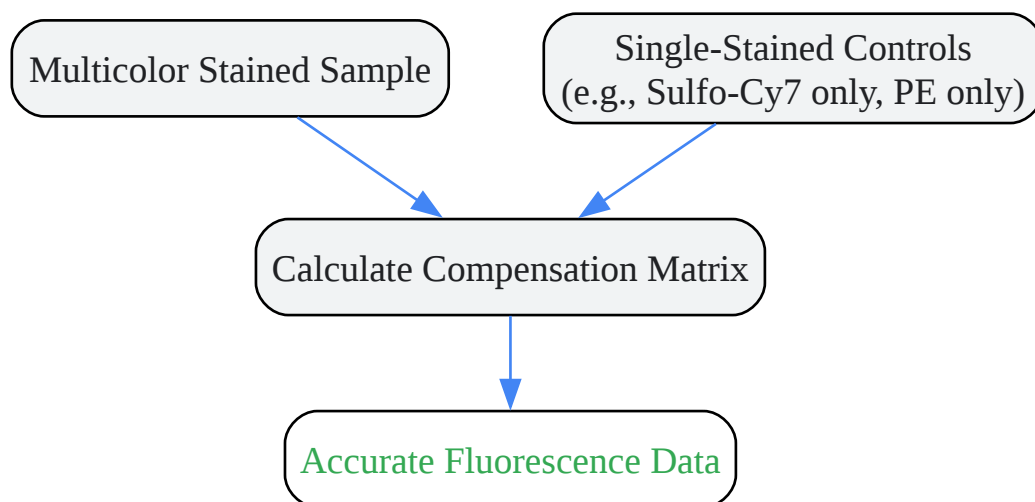 Multicolor Stained Sample
Single-Stained Controls
(e.g., Sulfo-Cy7 only, PE only)
Calculate Compensation Matrix
Accurate Fluorescence Data